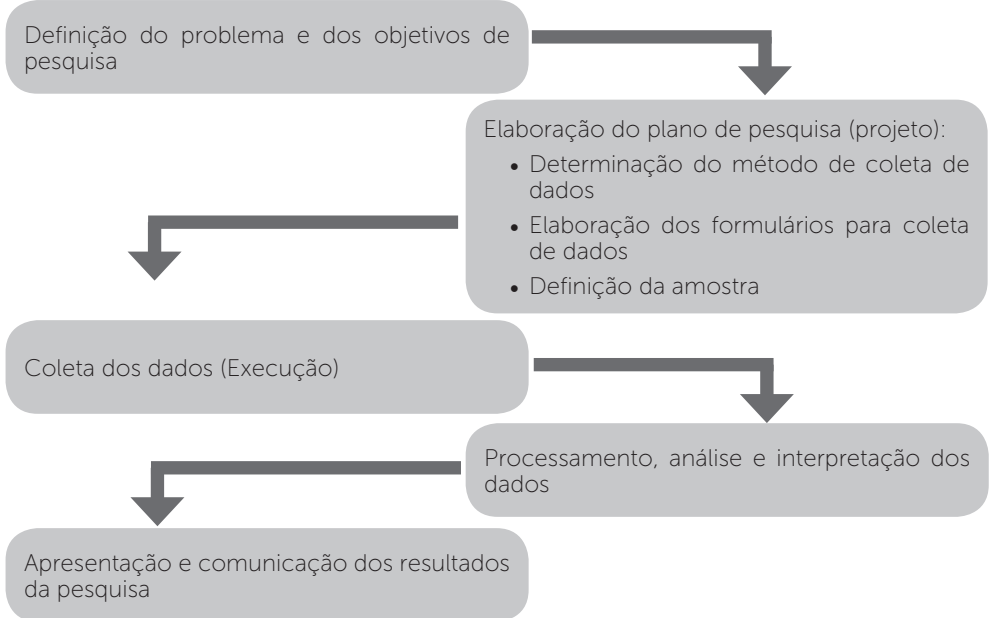 Definição do problema e dos objetivos de
pesquisa
Elaboração do plano de pesquisa (projeto):
• Determinação do método de coleta de
dados
• Elaboração dos formulários para coleta
de dados
• Definição da amostra
Coleta dos dados (Execução)
Processamento, análise e interpretação dos
dados
Apresentação e comunicação dos resultados
da pesquisa